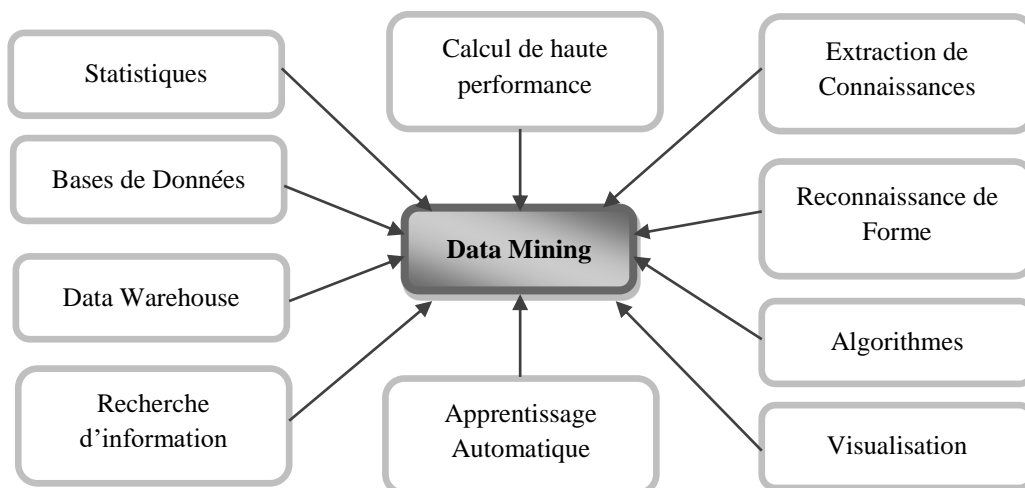 Statistiques
Calcul de haute
performance
Extraction de
Connaissances
Bases de Données
Reconnaissance de
Forme
Data Mining
Data Warehouse
Algorithmes
Recherche
d’information
Apprentissage
Automatique
Visualisation